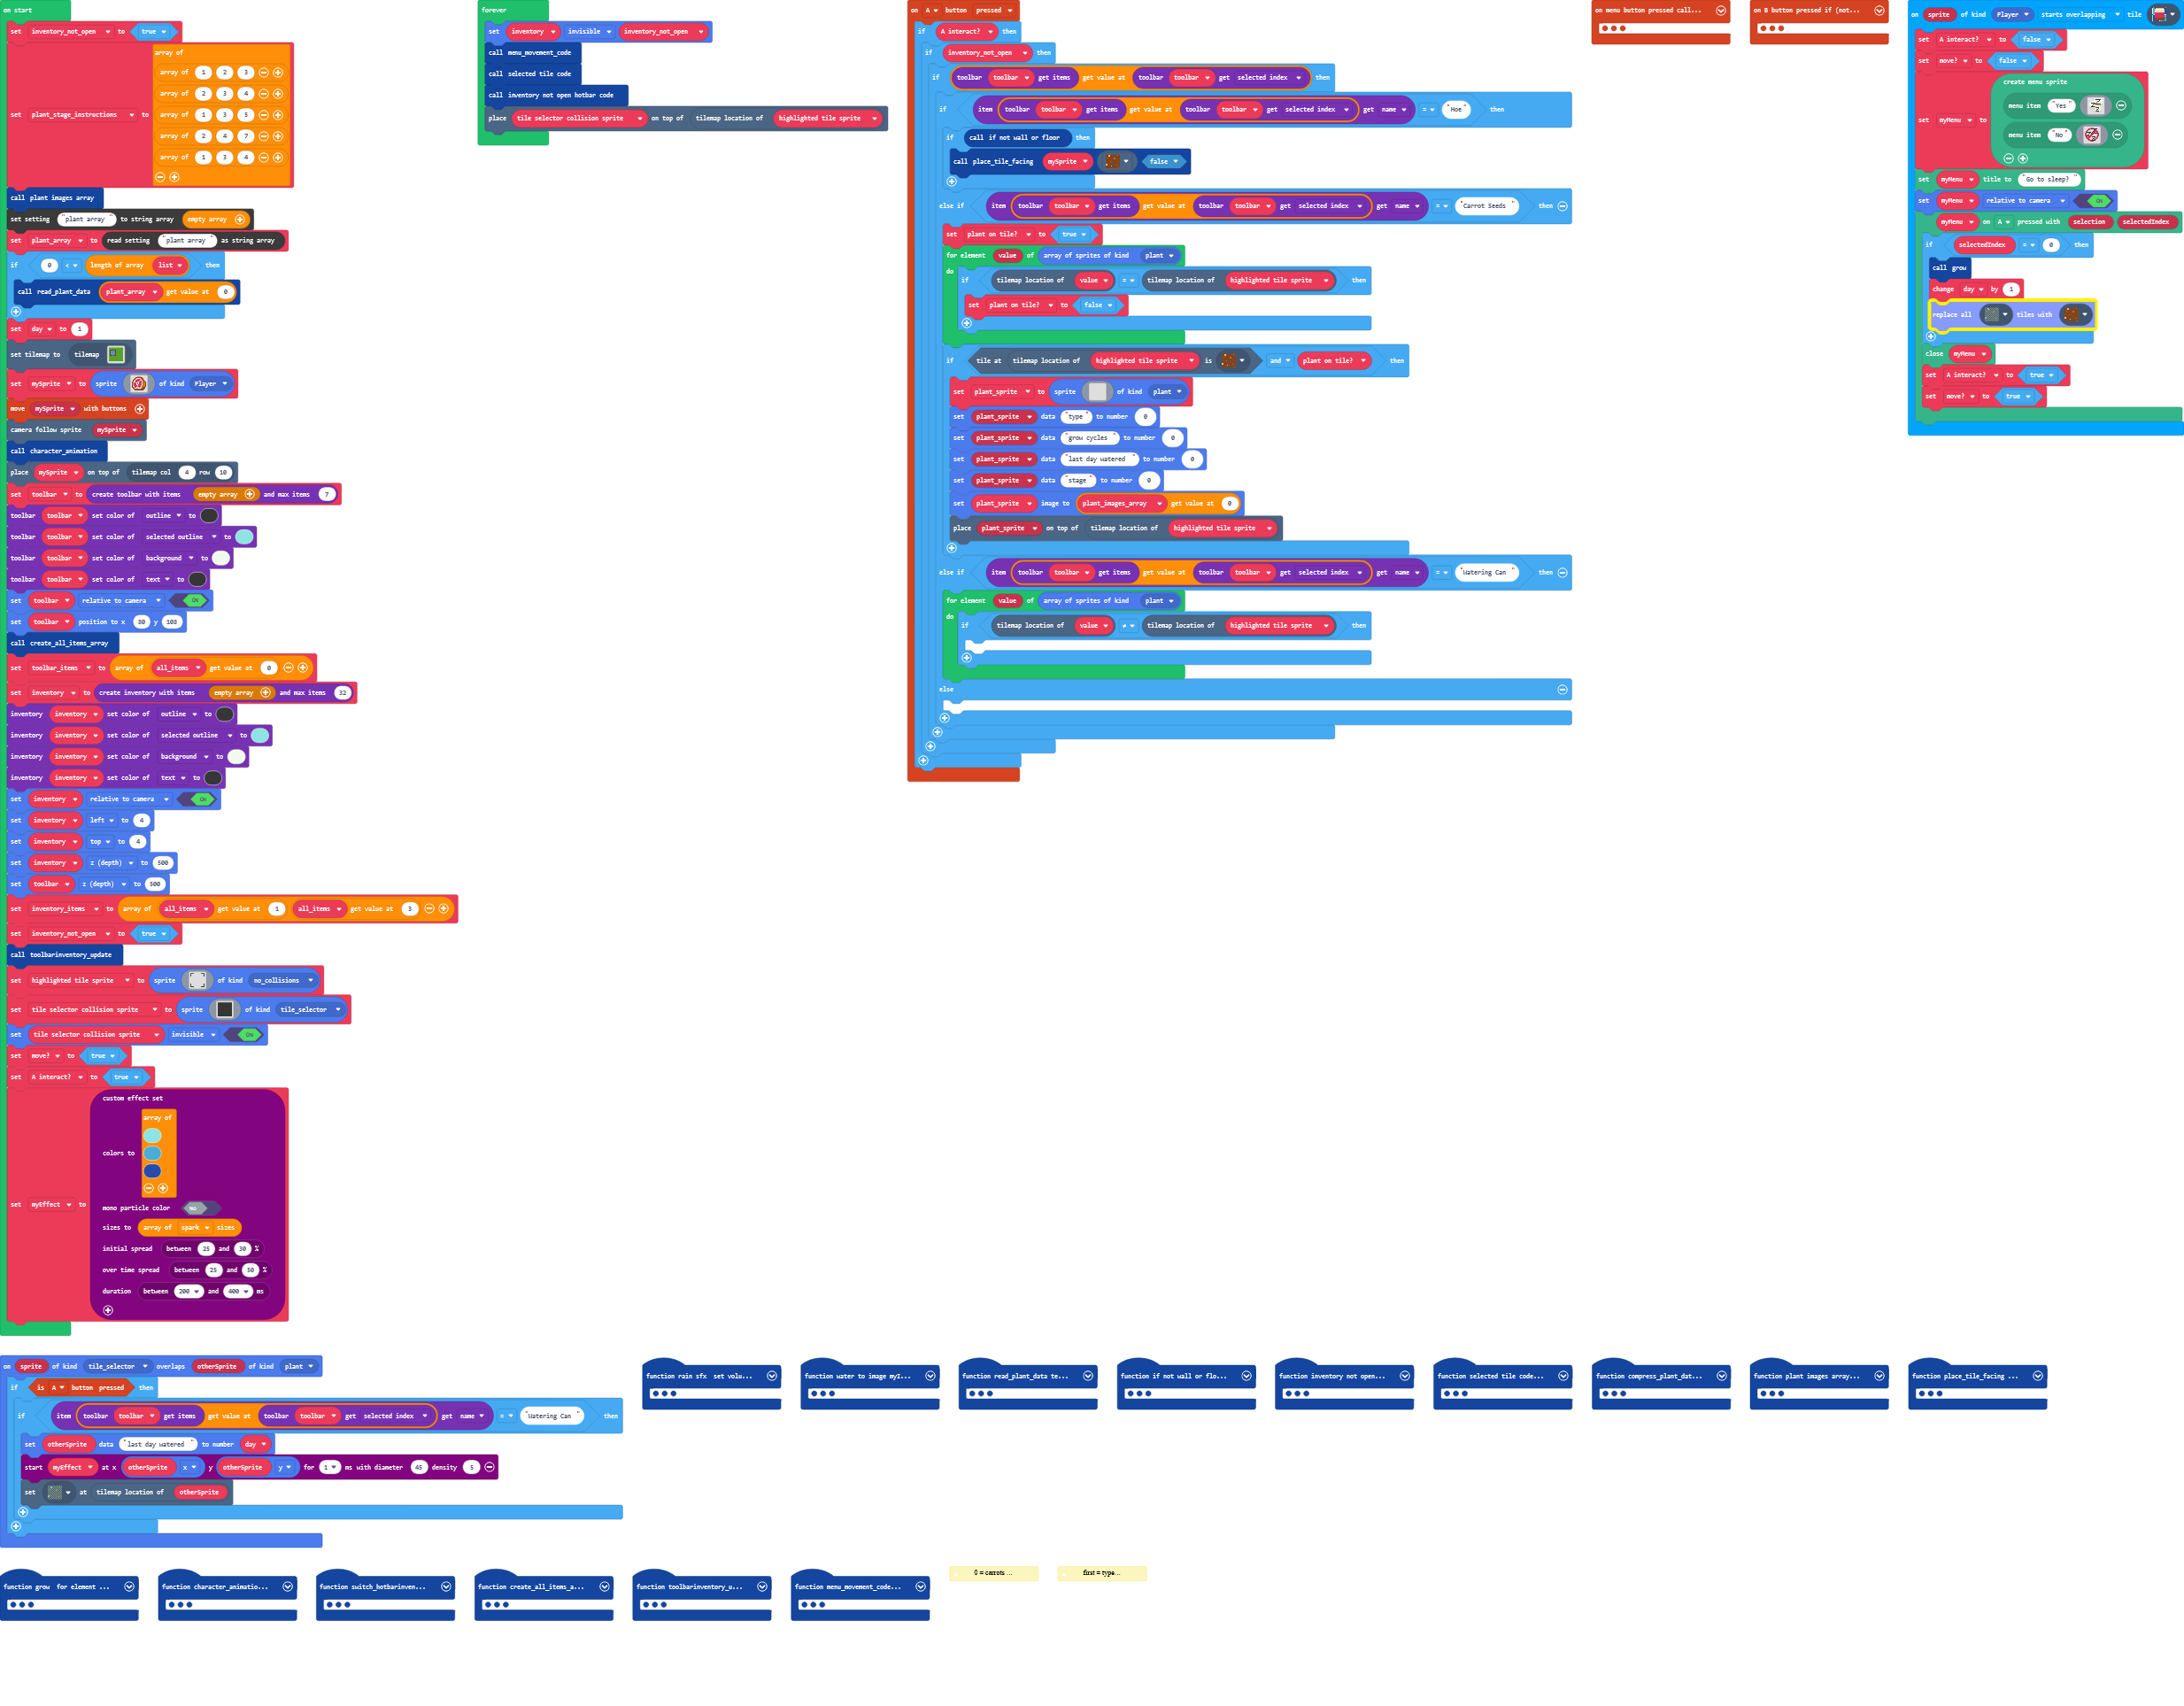 on start
set inventory_not_open to true
set plant_stage_instructions to array of
array of 1 2 3
array of 2 3 4
array of 1 3 5
array of 2 4 7
array of 1 3 4
call plant images array
set setting "plant array" to string array empty array
set plant_array to read setting "plant array" as string array
if 0 < length of array list then
call read_plant_data plant_array get value at 0
set day to 1
set tilemap to tilemap
set mySprite to sprite of kind Player
move mySprite with buttons
camera follow sprite mySprite
call character_animation
place mySprite on top of tilemap col 4 row 10
set toolbar to create toolbar with items empty array and max items 7
toolbar toolbar set color of outline to
toolbar toolbar set color of selected outline to
toolbar toolbar set color of background to
toolbar toolbar set color of text to
set toolbar relative to camera ON
set toolbar position to x 80 y 108
call create_all_items_array
set toolbar_items to array of all_items get value at 0
set inventory to create inventory with items empty array and max items 32
inventory inventory set color of outline to
inventory inventory set color of selected outline to
inventory inventory set color of background to
inventory inventory set color of text to
set inventory relative to camera ON
set inventory left to 4
set inventory top to 4
set inventory z (depth) to 500
set toolbar z (depth) to 500
set inventory_items to array of all_items get value at 1 all_items get value at 3
set inventory_not_open to true
call toolbarinventory_update
set highlighted tile sprite to sprite of kind no_collisions
set tile selector collision sprite to sprite of kind tile_selector
set tile selector collision sprite invisible ON
set move? to true
set A interact? to true
set myEffect to custom effect set
colors to array of
mono particle color NO
sizes to array of spark sizes
initial spread between 25 and 30 %
over time spread between 25 and 50 %
duration between 200 and 400 ms
forever
set inventory invisible inventory_not_open
call menu_movement_code
call selected tile code
call inventory not open hotbar code
place tile selector collision sprite on top of tilemap location of highlighted tile sprite
on A button pressed
if A interact? then
if inventory_not_open then
if toolbar toolbar get items get value at toolbar toolbar get selected index then
if item toolbar toolbar get items get value at toolbar toolbar get selected index get name = "Hoe" then
if call if not wall or floor then
call place_tile_facing mySprite false
else if item toolbar toolbar get items get value at toolbar toolbar get selected index get name = "Carrot Seeds" then
set plant on tile? to true
for element value of array of sprites of kind plant
do if tilemap location of value = tilemap location of highlighted tile sprite then
set plant on tile? to false
if tile at tilemap location of highlighted tile sprite is and plant on tile? then
set plant_sprite to sprite of kind plant
set plant_sprite data "type" to number 0
set plant_sprite data "grow cycles" to number 0
set plant_sprite data "last day watered" to number 0
set plant_sprite data "stage" to number 0
set plant_sprite image to plant_images_array get value at 0
place plant_sprite on top of tilemap location of highlighted tile sprite
else if item toolbar toolbar get items get value at toolbar toolbar get selected index get name = "Watering Can" then
for element value of array of sprites of kind plant
do if tilemap location of value tilemap location of highlighted tile sprite then
else
on menu button pressed call...
on B button pressed if (not...
on sprite of kind Player starts overlapping tile
set A interact? to false
set move? to false
set myMenu to create menu sprite
menu item "Yes"
menu item "No"
set myMenu title to "Go to sleep?"
set myMenu relative to camera ON
myMenu on A pressed with selection selectedIndex
if selectedIndex = 0 then
call grow
change day by 1
replace all tiles with
close myMenu
set A interact? to true
set move? to true
on sprite of kind tile_selector overlaps otherSprite of kind plant
if is A button pressed then
if item toolbar toolbar get items get value at toolbar toolbar get selected index get name = "Watering Can" then
set otherSprite data "last day watered" to number day
start myEffect at x otherSprite x y otherSprite y for 1 ms with diameter 45 density 5
set at tilemap location of otherSprite
function rain sfx set volu...
function water to image myI...
function read_plant_data te...
function if not wall or flo...
function inventory not open...
function selected tile code...
function compress_plant_dat...
function plant images array...
function place_tile_facing ...
function grow for element ...
function character_animatio...
function switch_hotbarinven...
function create_all_items_a...
function toolbarinventory_u...
function menu_movement_code...
0 = carrots ...
first = type...